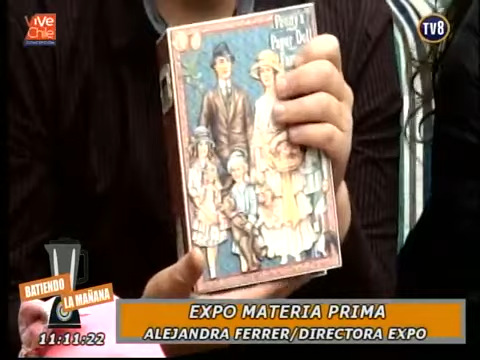 ViVe
Chile
TV8
Penny's
Paper Doll
BATIENDO
LA MAÑANA
11:11:22
EXPO MATERIA PRIMA
ALEJANDRA FERRER/DIRECTORA EXPO